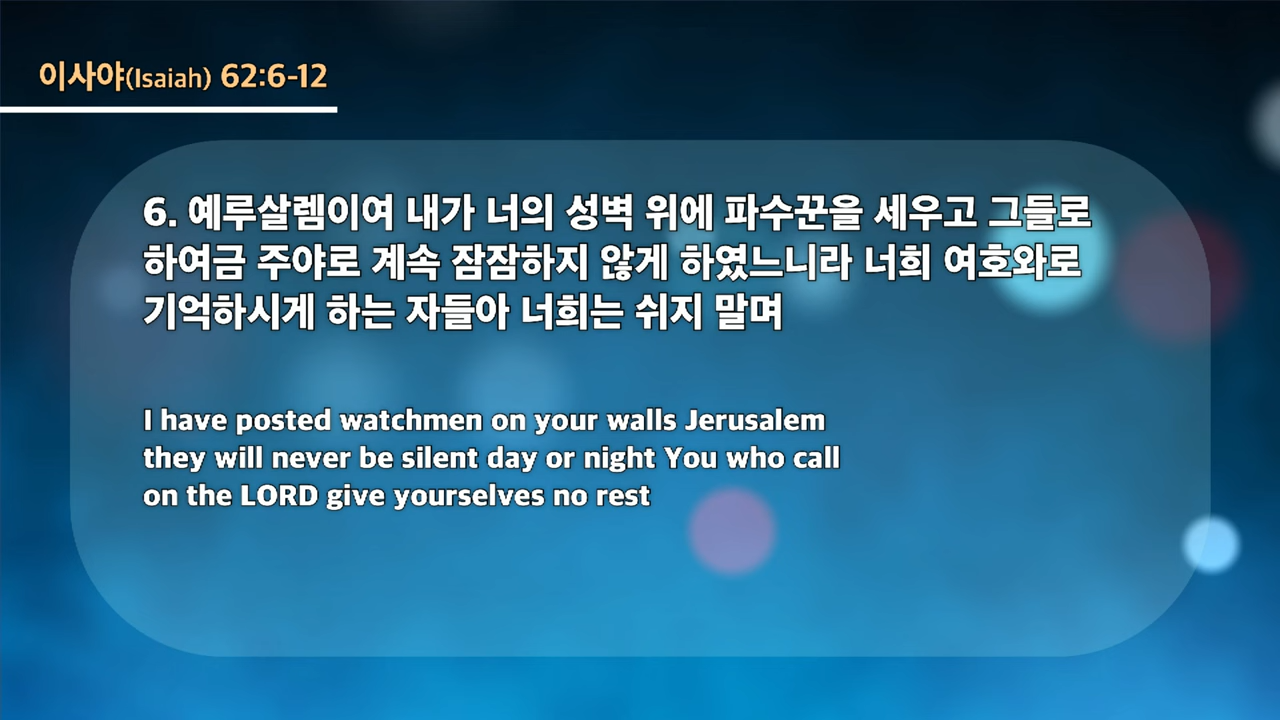 이사야(Isaiah) 62:6-12
6. 예루살렘이여 내가 너의 성벽 위에 파수꾼을 세우고 그들로
하여금 주야로 계속 잠잠하지 않게 하였느니라 너희 여호와로
기억하시게 하는 자들아 너희는 쉬지 말며
I have posted watchmen on your walls Jerusalem
they will never be silent day or night You who call
on the LORD give yourselves no rest